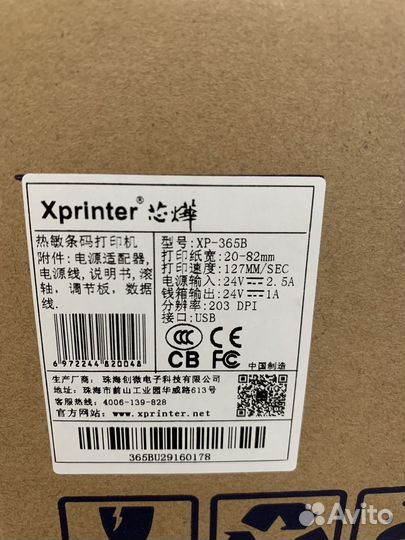 Xprinter® 芯烨
热敏条码打印机
附件: 电源适配器,
电源线, 说明书, 滚
轴, 调节板, 数据
线.
型号: XP-365B
打印纸宽: 20-82mm
打印速度: 127MM/SEC
电源输入: 24V⎓2.5A
钱箱输出: 24V⎓1A
分辨率: 203 DPI
接口: USB
6 972244 820048
CCC CE
CB FC
中国制造
生产厂商: 珠海创微电子科技有限公司
地址: 珠海市前山工业园华威路613号
客服热线: 4006-139-828
官方网站: www.xprinter.net
365BU29160178
Avito